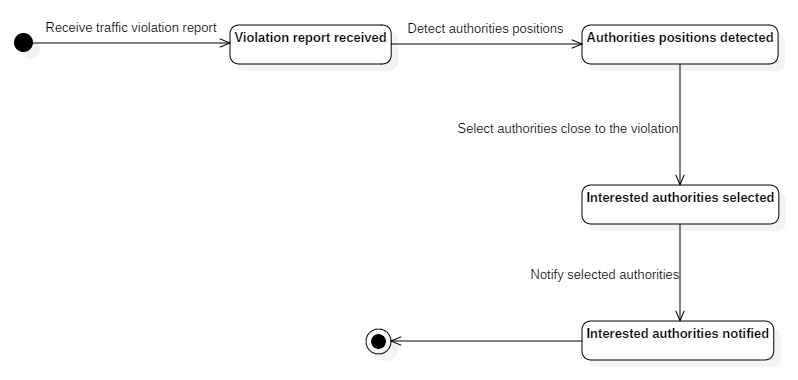 Receive traffic violation report
Violation report received
Detect authorities positions
Authorities positions detected
Select authorities close to the violation
Interested authorities selected
Notify selected authorities
Interested authorities notified